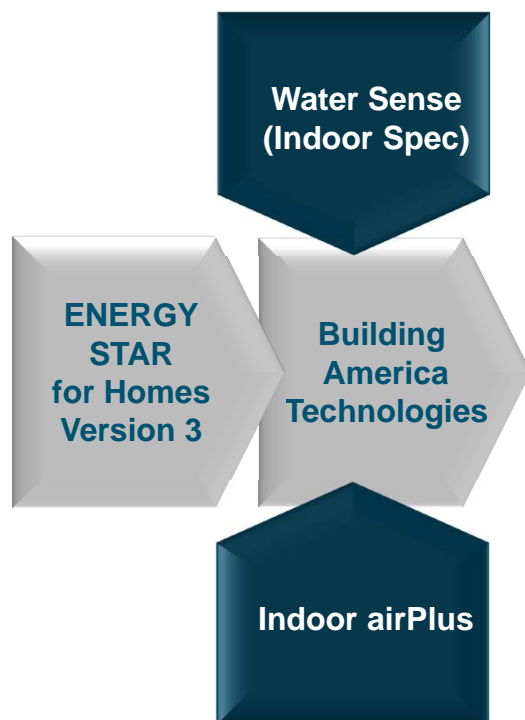 Water Sense
(Indoor Spec)
ENERGY
STAR
for Homes
Version 3
Building
America
Technologies
Indoor airPlus